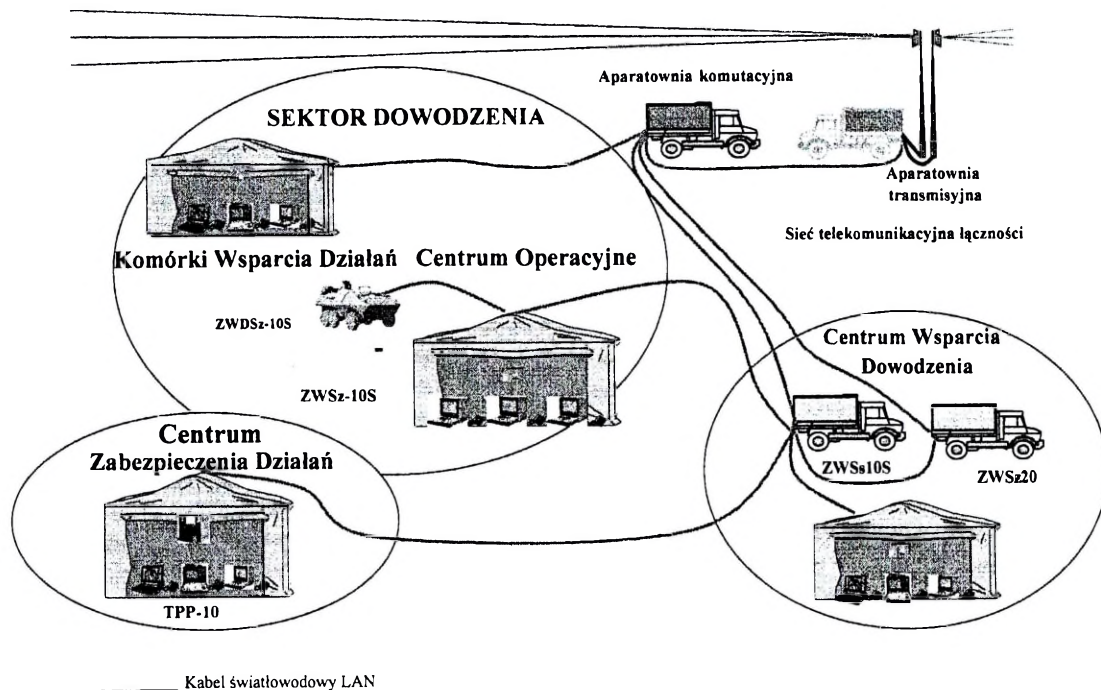 Aparatownia komutacyjna
SEKTOR DOWODZENIA
Aparatownia
transmisyjna
Sieć telekomunikacyjna łączności
Komórki Wsparcia Działań
Centrum Operacyjne
ZWDSz-10S
ZWSz-10S
Centrum Wsparcia
Dowodzenia
ZWSs10S
ZWSz20
Centrum
Zabezpieczenia Działań
TPP-10
Kabel światłowodowy LAN